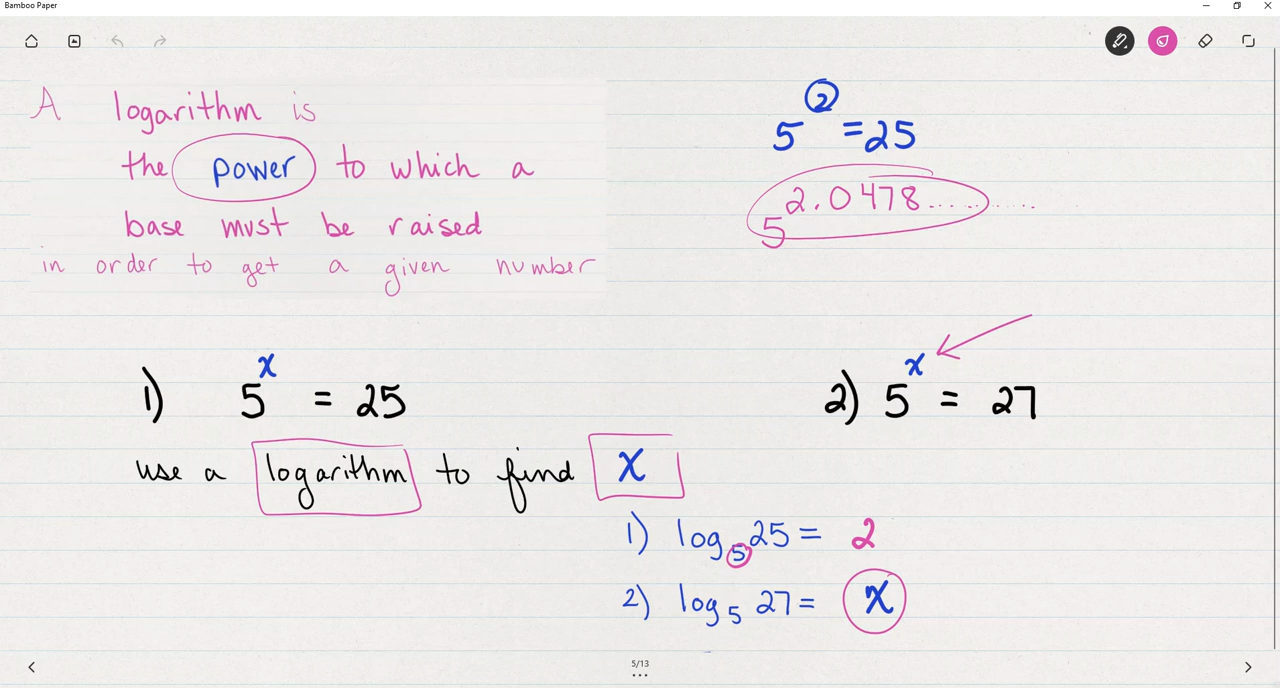 Bamboo Paper
A logarithm is
the power to which a
base must be raised
in order to get a given number
5^2 = 25
5^2.0478........
1) 5^x = 25
2) 5^x = 27
use a logarithm to find x
1) log_5 25 = 2
2) log_5 27 = x
5/13